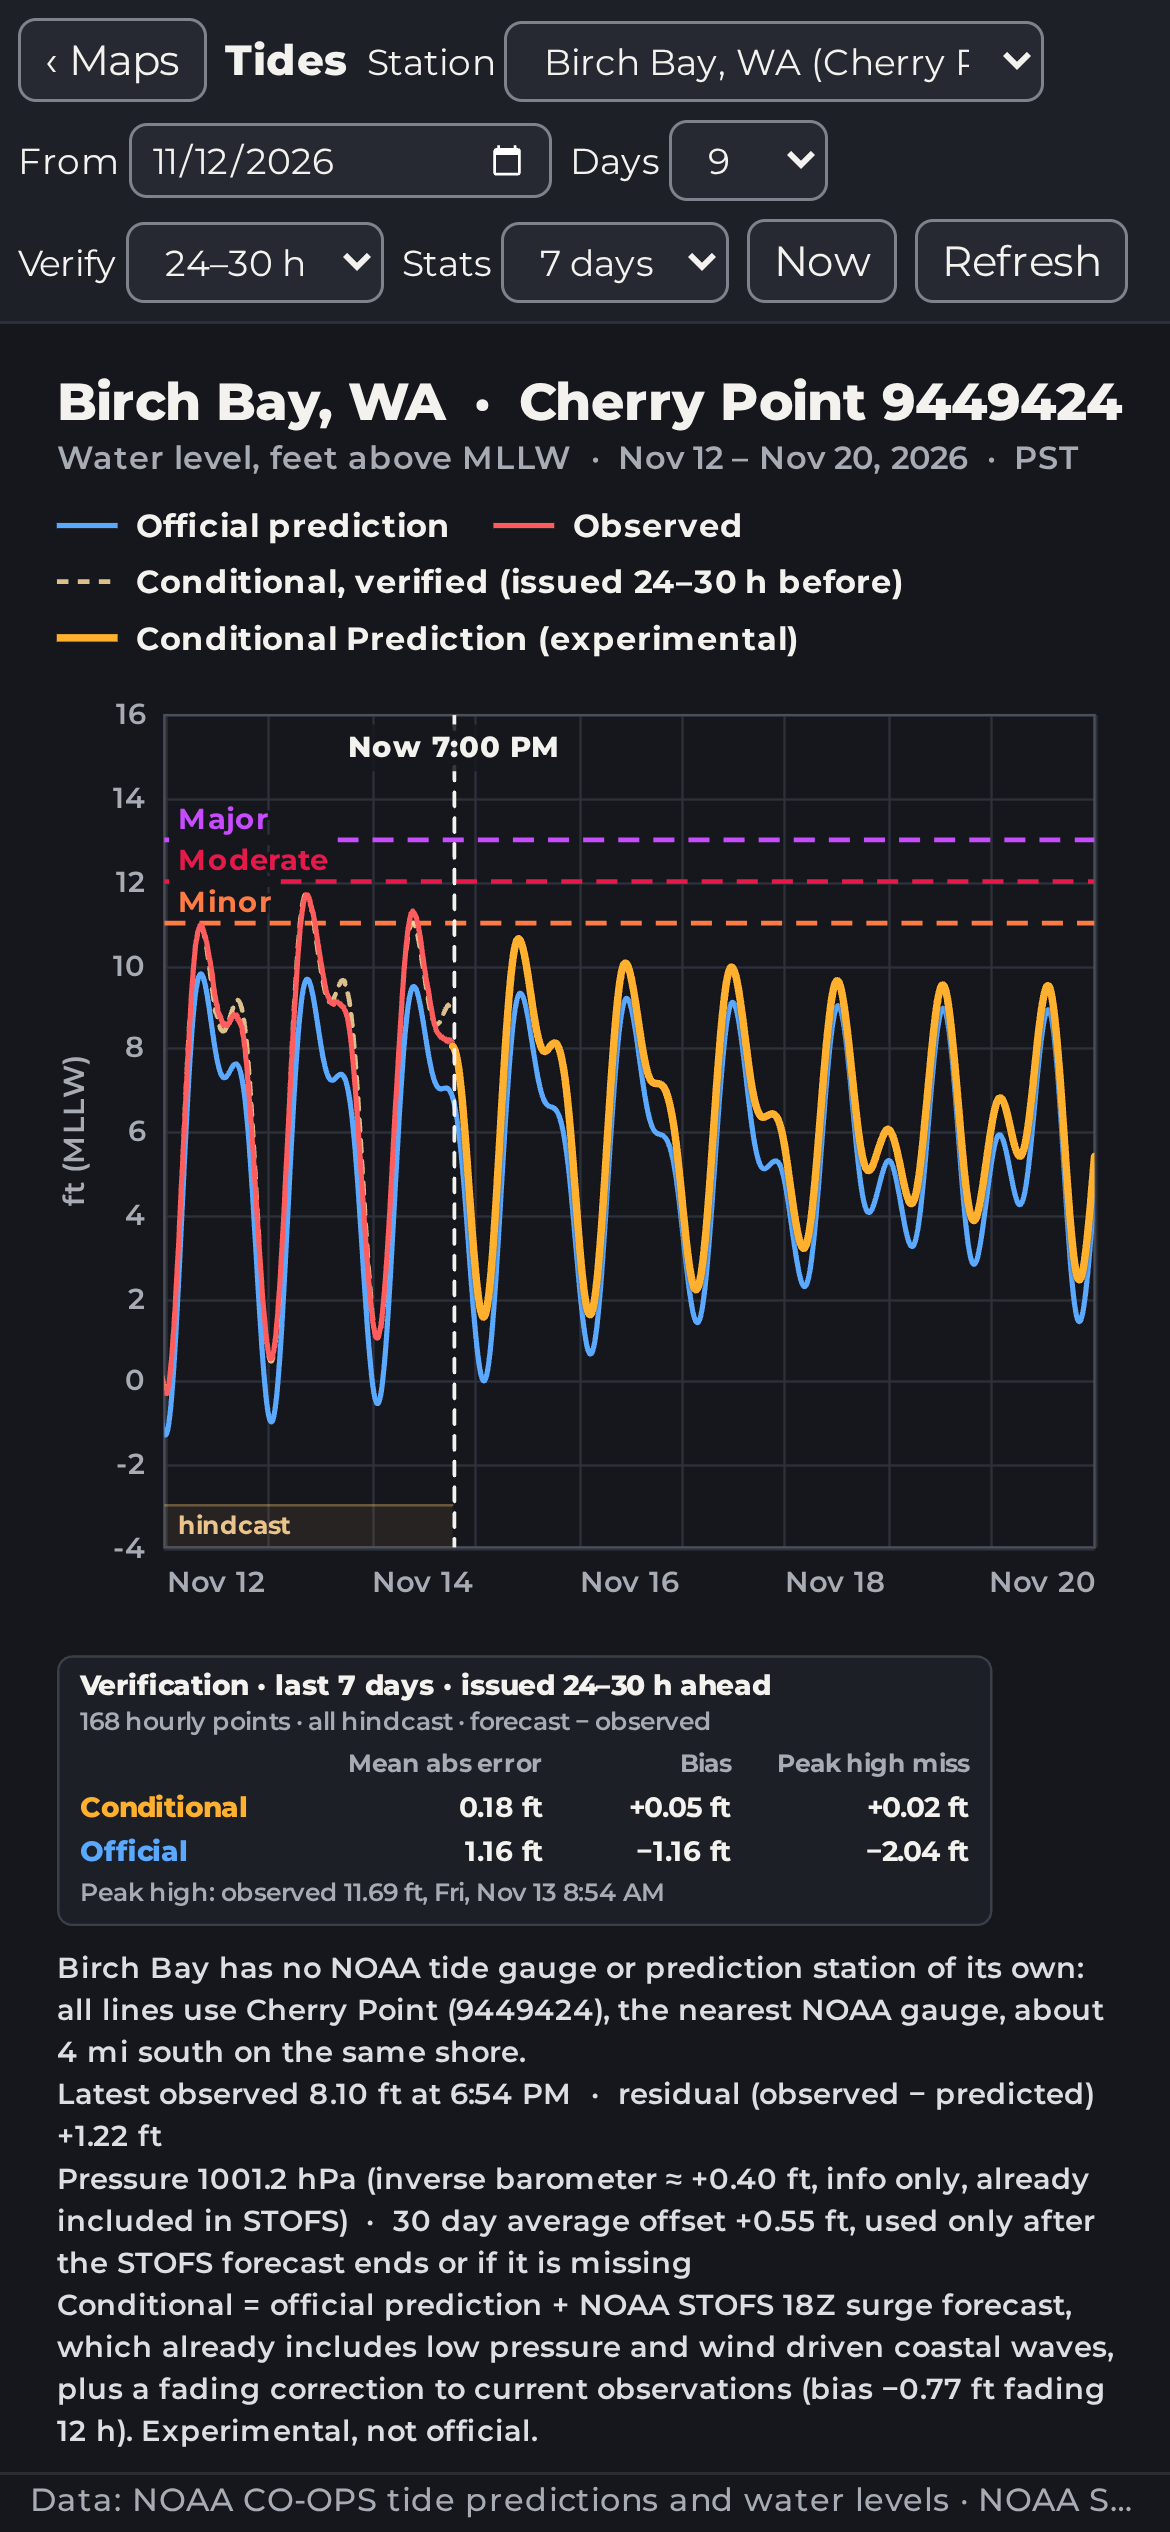 ‹ Maps Tides Station Birch Bay, WA (Cherry P
From 11/12/2026 Days 9
Verify 24–30 h Stats 7 days Now Refresh
Birch Bay, WA · Cherry Point 9449424
Water level, feet above MLLW · Nov 12 – Nov 20, 2026 · PST
Official prediction Observed
Conditional, verified (issued 24–30 h before)
Conditional Prediction (experimental)
16
Now 7:00 PM
14
Major
Moderate
12
Minor
10
8
ft (MLLW)
6
4
2
0
-2
hindcast
-4
Nov 12 Nov 14 Nov 16 Nov 18 Nov 20
Verification · last 7 days · issued 24–30 h ahead
168 hourly points · all hindcast · forecast − observed
Mean abs error Bias Peak high miss
Conditional 0.18 ft +0.05 ft +0.02 ft
Official 1.16 ft −1.16 ft −2.04 ft
Peak high: observed 11.69 ft, Fri, Nov 13 8:54 AM
Birch Bay has no NOAA tide gauge or prediction station of its own:
all lines use Cherry Point (9449424), the nearest NOAA gauge, about
4 mi south on the same shore.
Latest observed 8.10 ft at 6:54 PM · residual (observed − predicted)
+1.22 ft
Pressure 1001.2 hPa (inverse barometer ≈ +0.40 ft, info only, already
included in STOFS) · 30 day average offset +0.55 ft, used only after
the STOFS forecast ends or if it is missing
Conditional = official prediction + NOAA STOFS 18Z surge forecast,
which already includes low pressure and wind driven coastal waves,
plus a fading correction to current observations (bias −0.77 ft fading
12 h). Experimental, not official.
Data: NOAA CO-OPS tide predictions and water levels · NOAA S...